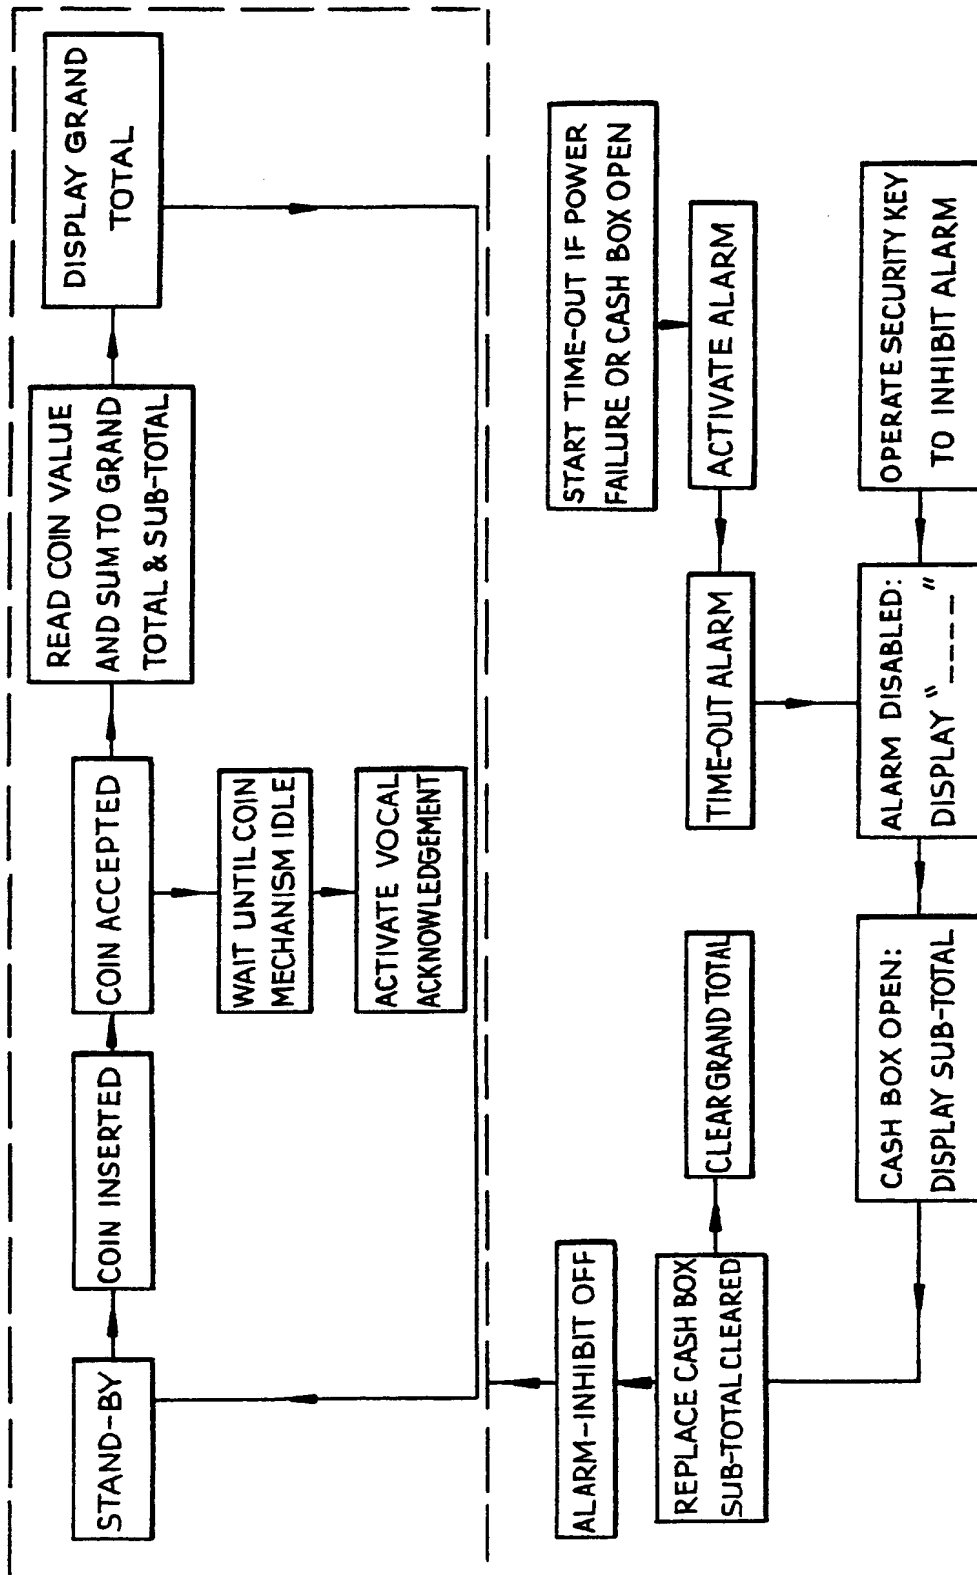 STAND-BY
COIN INSERTED
COIN ACCEPTED
READ COIN VALUE
AND SUM TO GRAND
TOTAL & SUB-TOTAL
DISPLAY GRAND
TOTAL
WAIT UNTIL COIN
MECHANISM IDLE
ACTIVATE VOCAL
ACKNOWLEDGEMENT
START TIME-OUT IF POWER
FAILURE OR CASH BOX OPEN
ACTIVATE ALARM
TIME-OUT ALARM
OPERATE SECURITY KEY
TO INHIBIT ALARM
ALARM DISABLED:
DISPLAY "_____"
CASH BOX OPEN:
DISPLAY SUB-TOTAL
REPLACE CASH BOX
SUB-TOTAL CLEARED
CLEAR GRAND TOTAL
ALARM-INHIBIT OFF